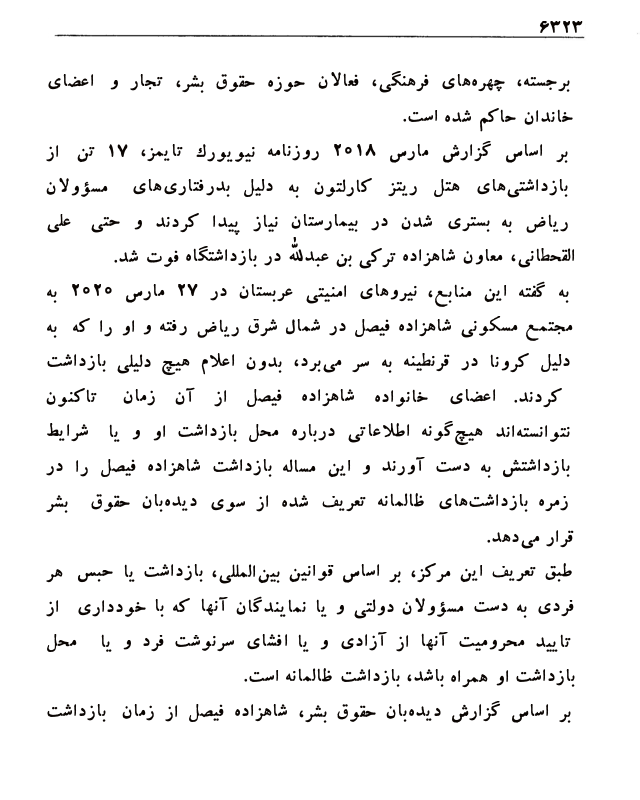 ۶۳۲۳
برجسته، چهره‌های فرهنگی، فعالان حوزه حقوق بشر، تجار و اعضای
خاندان حاکم شده است.
بر اساس گزارش مارس ۲۰۱۸ روزنامه نیویورك تایمز، ۱۷ تن از
بازداشتی‌های هتل ریتز کارلتون به دلیل بدرفتاری‌های مسؤولان
ریاض به بستری شدن در بیمارستان نیاز پیدا کردند و حتی علی
القحطانی، معاون شاهزاده ترکی بن عبدالله در بازداشتگاه فوت شد.
به گفته این منابع، نیروهای امنیتی عربستان در ۲۷ مارس ۲۰۲۰ به
مجتمع مسکونی شاهزاده فیصل در شمال شرق ریاض رفته و او را که به
دلیل کرونا در قرنطینه به سر می‌برد، بدون اعلام هیچ دلیلی بازداشت
کردند. اعضای خانواده شاهزاده فیصل از آن زمان تاکنون
نتوانسته‌اند هیچ‌گونه اطلاعاتی درباره محل بازداشت او و یا شرایط
بازداشتش به دست آورند و این مساله بازداشت شاهزاده فیصل را در
زمره بازداشت‌های ظالمانه تعریف شده از سوی دیده‌بان حقوق بشر
قرار می‌دهد.
طبق تعریف این مرکز، بر اساس قوانین بین‌المللی، بازداشت یا حبس هر
فردی به دست مسؤولان دولتی و یا نمایندگان آنها که با خودداری از
تایید محرومیت آنها از آزادی و یا افشای سرنوشت فرد و یا محل
بازداشت او همراه باشد، بازداشت ظالمانه است.
بر اساس گزارش دیده‌بان حقوق بشر، شاهزاده فیصل از زمان بازداشت